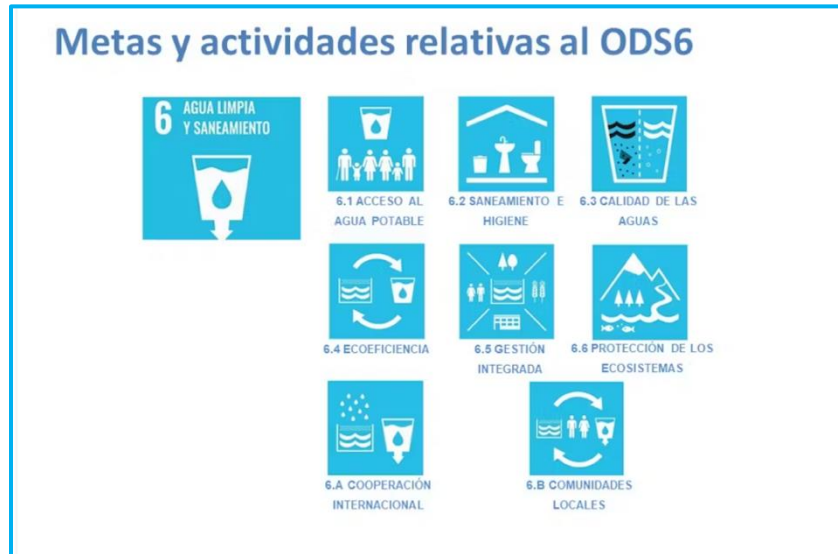 Metas y actividades relativas al ODS6
6 AGUA LIMPIA
Y SANEAMIENTO
6.1 ACCESO AL
AGUA POTABLE
6.2 SANEAMIENTO E
HIGIENE
6.3 CALIDAD DE LAS
AGUAS
6.4 ECOEFICIENCIA
6.5 GESTIÓN
INTEGRADA
6.6 PROTECCIÓN DE LOS
ECOSISTEMAS
6.A COOPERACIÓN
INTERNACIONAL
6.B COMUNIDADES
LOCALES